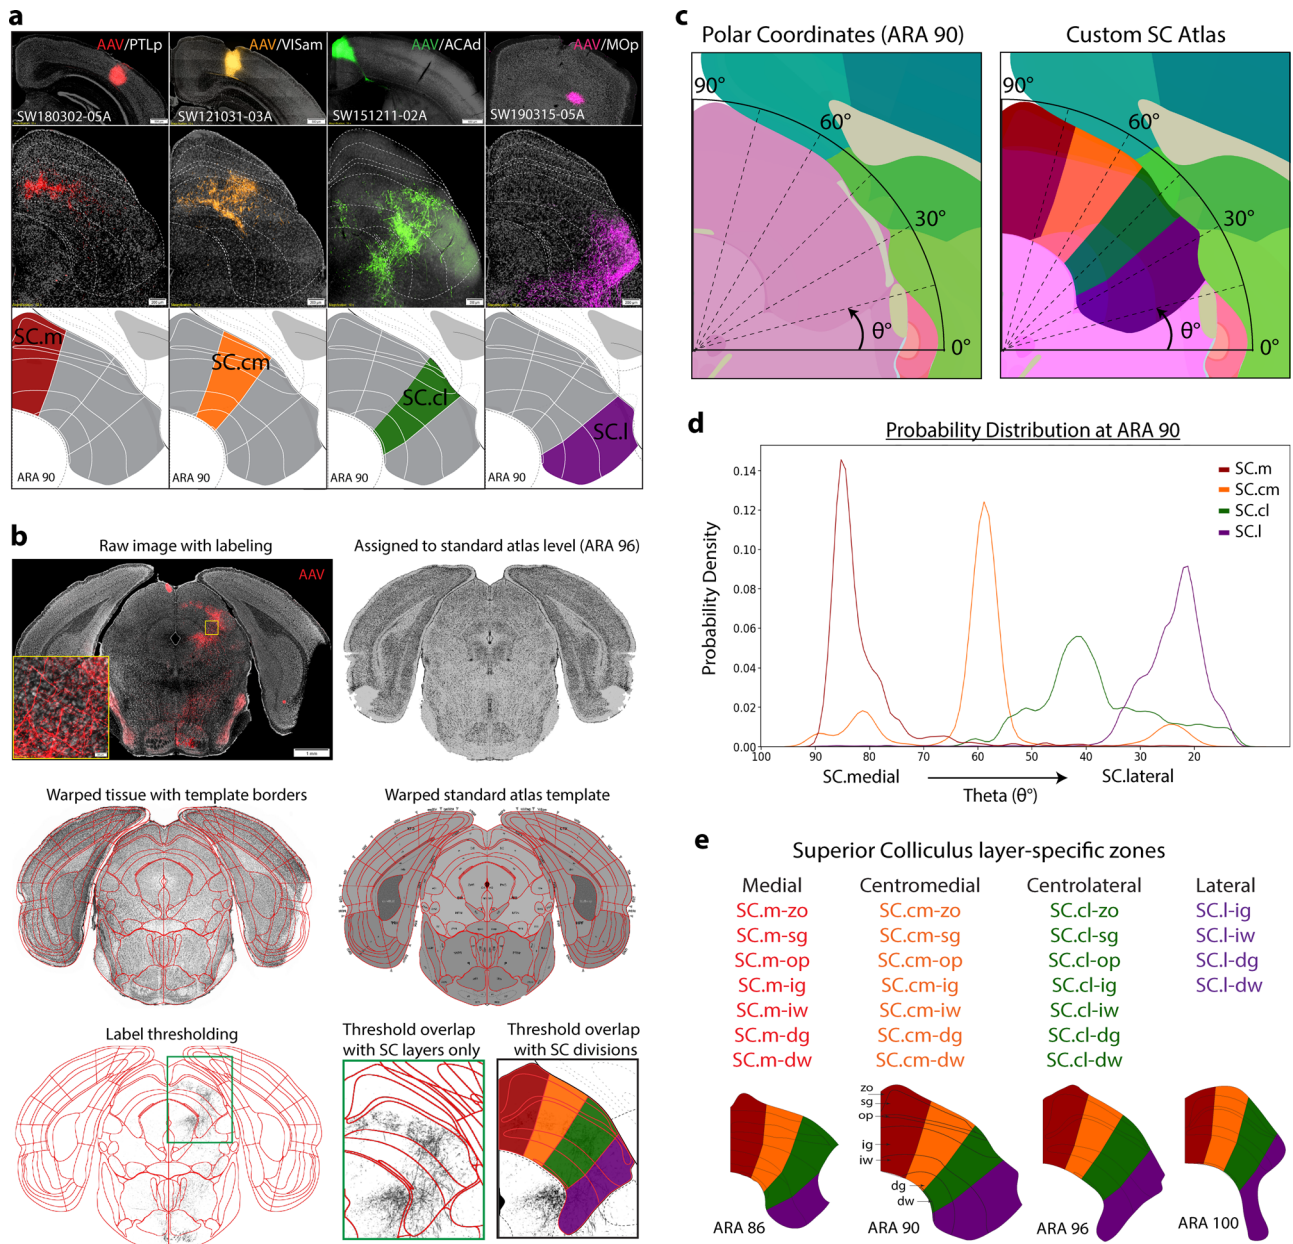 a
AAV/PTLp
SW180302-05A
AAV/VISam
SW121031-03A
AAV/ACAd
SW151211-02A
AAV/MOp
SW190315-05A
SC.m
ARA 90
SC.cm
ARA 90
SC.cl
ARA 90
SC.l
ARA 90
b
Raw image with labeling
AAV
1 mm
Assigned to standard atlas level (ARA 96)
Warped tissue with template borders
Warped standard atlas template
Label thresholding
Threshold overlap
with SC layers only
Threshold overlap
with SC divisions
c
Polar Coordinates (ARA 90)
90°
60°
30°
θ°
0°
Custom SC Atlas
90°
60°
30°
θ°
0°
d
Probability Distribution at ARA 90
SC.m
SC.cm
SC.cl
SC.l
Probability Density
0.14
0.12
0.10
0.08
0.06
0.04
0.02
0.00
100 90 80 70 60 50 40 30 20
SC.medial SC.lateral
Theta (θ°)
e
Superior Colliculus layer-specific zones
Medial Centromedial Centrolateral Lateral
SC.m-zo SC.cm-zo SC.cl-zo SC.l-ig
SC.m-sg SC.cm-sg SC.cl-sg SC.l-iw
SC.m-op SC.cm-op SC.cl-op SC.l-dg
SC.m-ig SC.cm-ig SC.cl-ig SC.l-dw
SC.m-iw SC.cm-iw SC.cl-iw
SC.m-dg SC.cm-dg SC.cl-dg
SC.m-dw SC.cm-dw SC.cl-dw
zo
sg
op
ig
iw
dg
dw
ARA 86 ARA 90 ARA 96 ARA 100